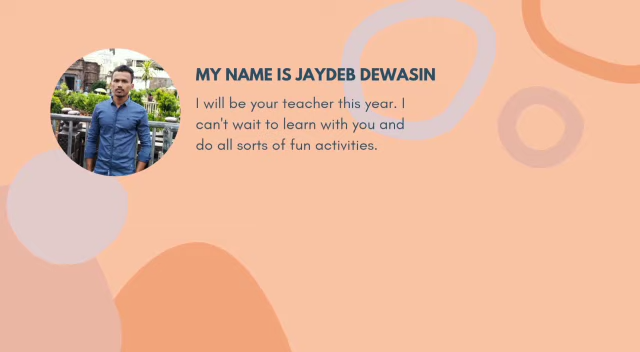 MY NAME IS JAYDEB DEWASIN
I will be your teacher this year. I
can't wait to learn with you and
do all sorts of fun activities.